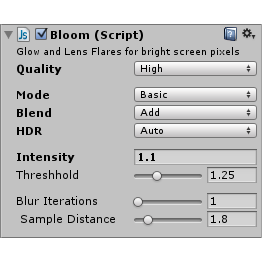 Js Bloom (Script)
Glow and Lens Flares for bright screen pixels
Quality High
Mode Basic
Blend Add
HDR Auto
Intensity 1.1
Threshhold 1.25
Blur Iterations 1
Sample Distance 1.8